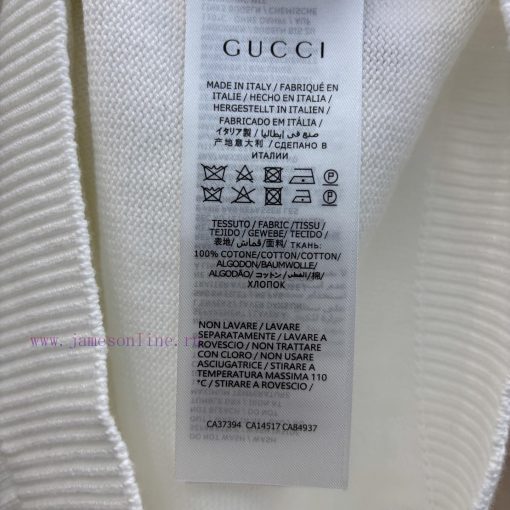 GUCCI
MADE IN ITALY / FABRIQUÉ EN
ITALIE / HECHO EN ITALIA /
HERGESTELLT IN ITALIEN /
FABRICADO EM ITÁLIA /
イタリア製 / صنع في إيطاليا /
产地意大利 / СДЕЛАНО В
ИТАЛИИ
TESSUTO / FABRIC /TISSU /
TEJIDO / GEWEBE/ TECIDO /
表地/ قماش /面料/ ТКАНЬ:
100% COTONE/COTTON/COTTON/
ALGODON/BAUMWOLLE/
ALGODÃO / コットン /القطن /棉/
ХЛОПОК
www.jamesonline.r
NON LAVARE / LAVARE
SEPARATAMENTE / LAVARE A
ROVESCIO / NON TRATTARE
CON CLORO / NON USARE
ASCIUGATRICE / STIRARE A
TEMPERATURA MASSIMA 110
°C / STIRARE A ROVESCIO /
CA37394 CA14517 CA84937